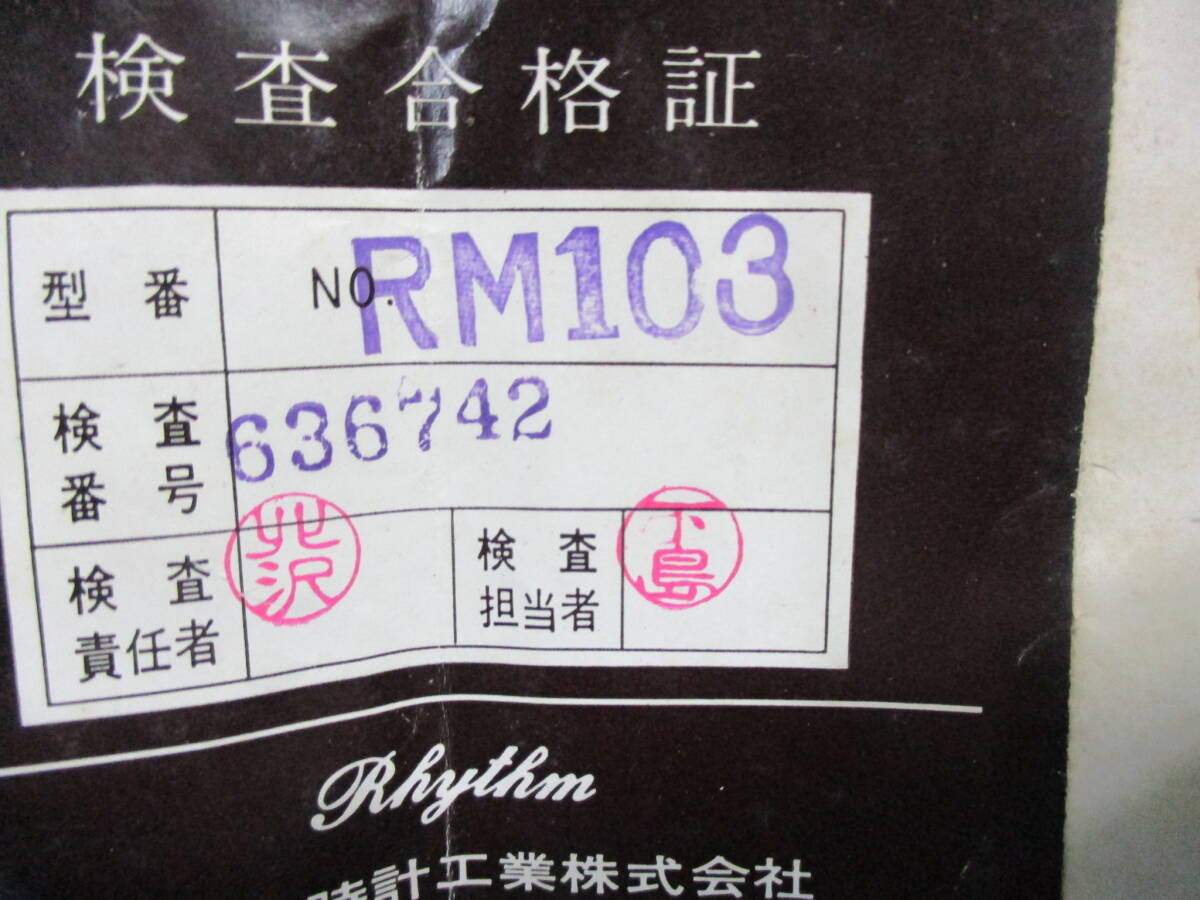 検査合格証
型番 NO. RM103
検査番号 636742
検査責任者 北沢
検査担当者 下島
Rhythm
時計工業株式会社